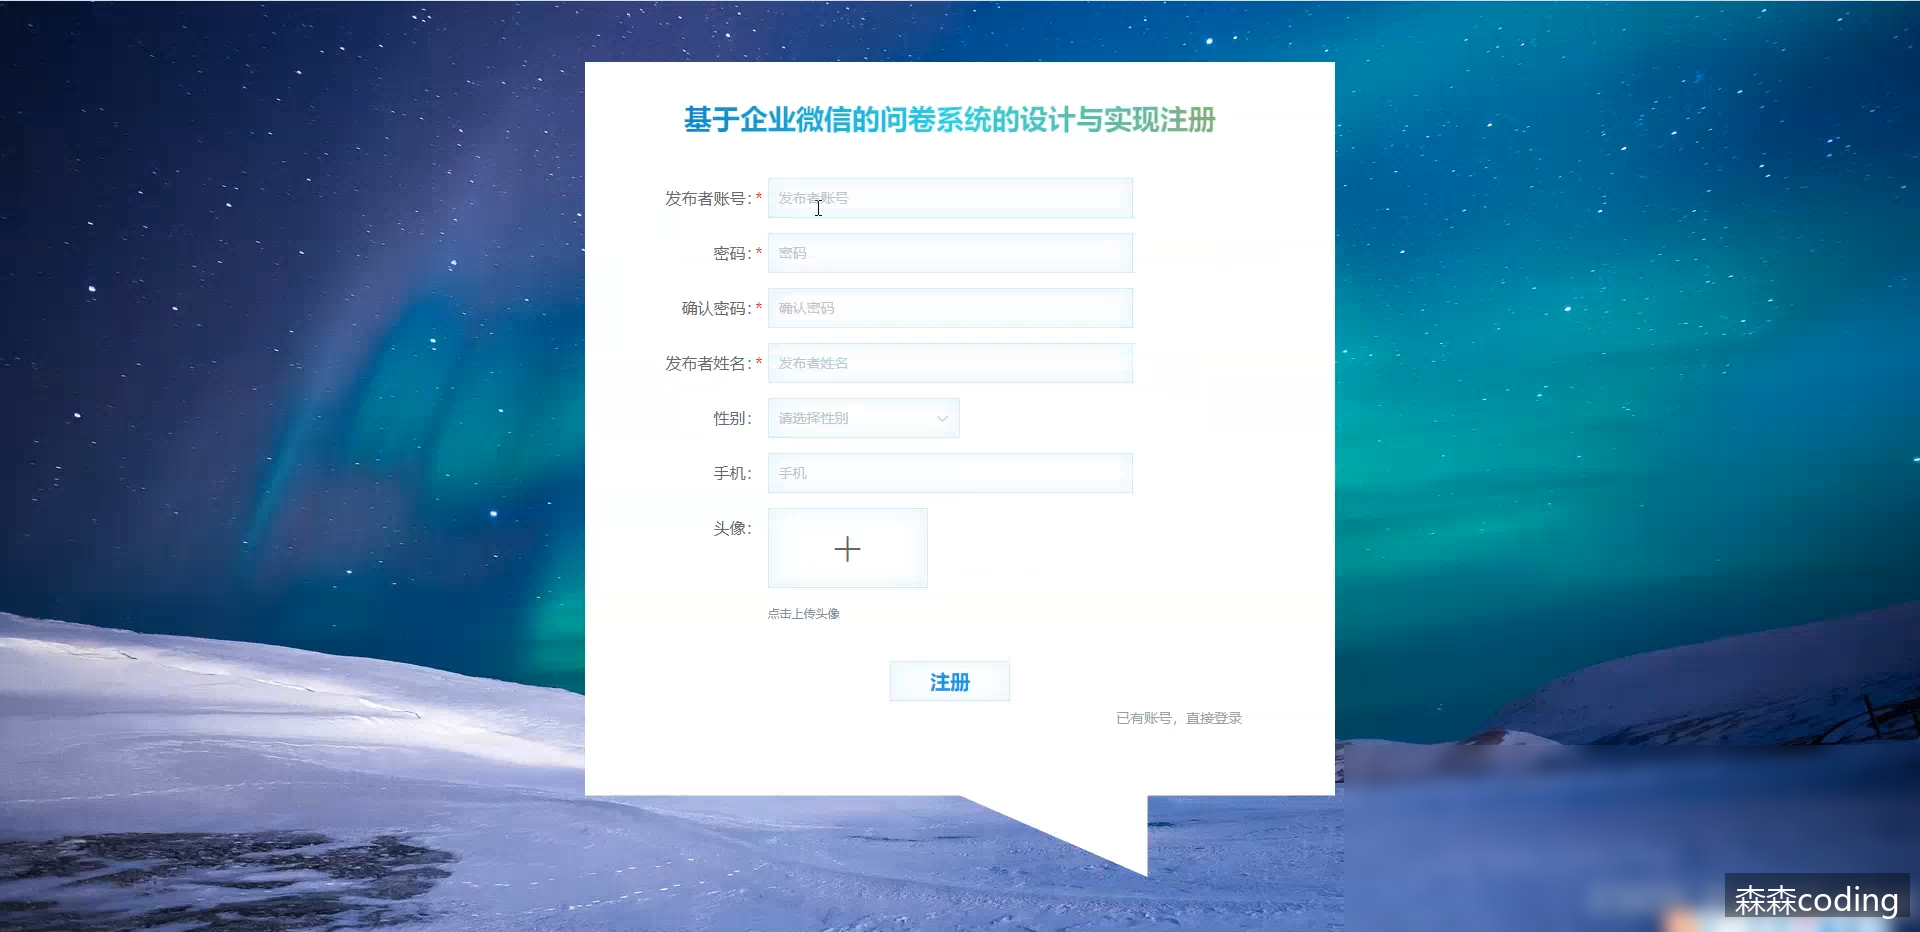 基于企业微信的问卷系统的设计与实现注册
发布者账号：* 发布者账号
密码：* 密码
确认密码：* 确认密码
发布者姓名：* 发布者姓名
性别： 请选择性别
手机： 手机
头像：
点击上传头像
注册
已有账号，直接登录
森森coding